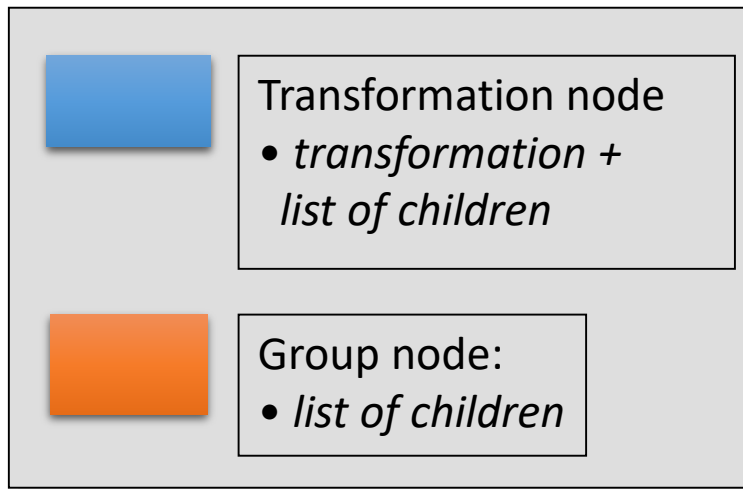 Transformation node
• transformation +
list of children
Group node:
• list of children